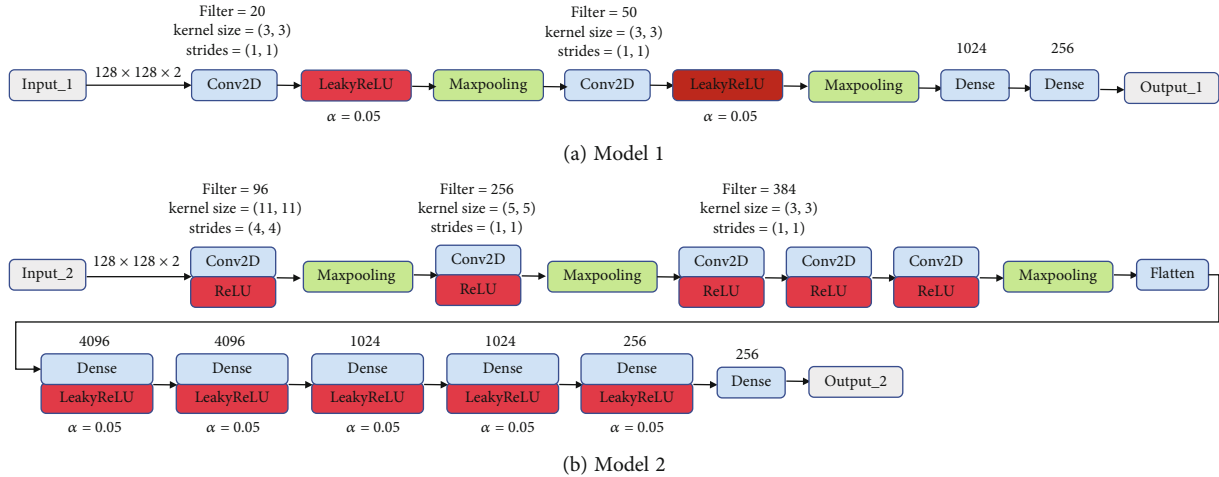 Filter = 20
kernel size = (3, 3)
strides = (1, 1)
Filter = 50
kernel size = (3, 3)
strides = (1, 1)
1024
256
Input_1
128 × 128 × 2
Conv2D
LeakyReLU
Maxpooling
Conv2D
LeakyReLU
Maxpooling
Dense
Dense
Output_1
α = 0.05
α = 0.05
(a) Model 1
Filter = 96
kernel size = (11, 11)
strides = (4, 4)
Filter = 256
kernel size = (5, 5)
strides = (1, 1)
Filter = 384
kernel size = (3, 3)
strides = (1, 1)
Input_2
128 × 128 × 2
Conv2D
ReLU
Maxpooling
Conv2D
ReLU
Maxpooling
Conv2D
ReLU
Conv2D
ReLU
Conv2D
ReLU
Maxpooling
Flatten
4096
Dense
LeakyReLU
α = 0.05
4096
Dense
LeakyReLU
α = 0.05
1024
Dense
LeakyReLU
α = 0.05
1024
Dense
LeakyReLU
α = 0.05
256
Dense
LeakyReLU
α = 0.05
256
Dense
Output_2
(b) Model 2